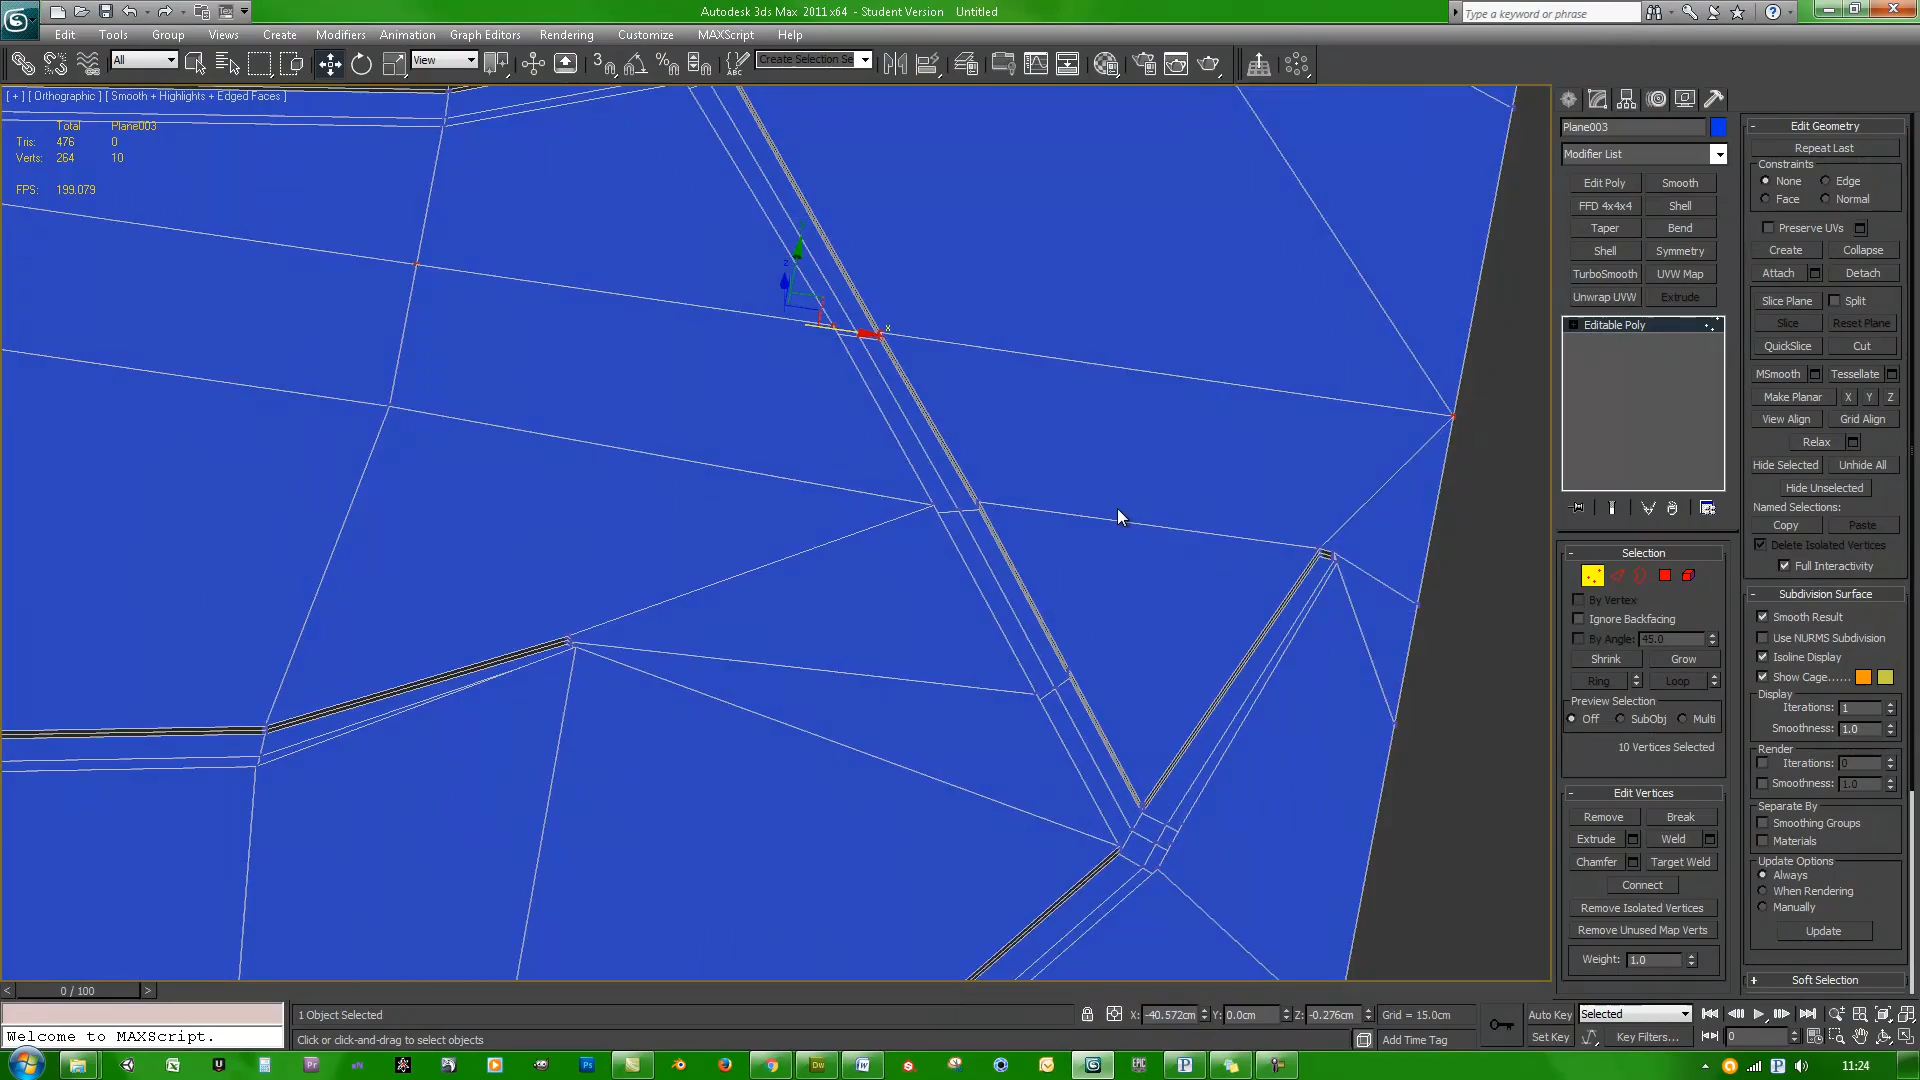 Autodesk 3ds Max 2011 x64 - Student Version Untitled
Type a keyword or phrase
Edit Tools Group Views Create Modifiers Animation Graph Editors Rendering Customize MAXScript Help
All
View
Create Selection Se
[ + ] [ Orthographic ] [ Smooth + Highlights + Edged Faces ]
Total Plane003
Tris: 476 0
Verts: 264 10
FPS: 199.079
x
Plane003
Modifier List
Edit Poly Smooth
FFD 4x4x4 Shell
Taper Bend
Shell Symmetry
TurboSmooth UVW Map
Unwrap UVW Extrude
Editable Poly
Selection
By Vertex
Ignore Backfacing
By Angle: 45.0
Shrink Grow
Ring Loop
Preview Selection
Off SubObj Multi
10 Vertices Selected
Edit Vertices
Remove Break
Extrude Weld
Chamfer Target Weld
Connect
Remove Isolated Vertices
Remove Unused Map Verts
Weight: 1.0
Edit Geometry
Repeat Last
Constraints
None Edge
Face Normal
Preserve UVs
Create Collapse
Attach Detach
Slice Plane Split
Slice Reset Plane
QuickSlice Cut
MSmooth Tessellate
Make Planar X Y Z
View Align Grid Align
Relax
Hide Selected Unhide All
Hide Unselected
Named Selections:
Copy Paste
Delete Isolated Vertices
Full Interactivity
Subdivision Surface
Smooth Result
Use NURMS Subdivision
Isoline Display
Show Cage......
Display
Iterations: 1
Smoothness: 1.0
Render
Iterations: 0
Smoothness: 1.0
Separate By
Smoothing Groups
Materials
Update Options
Always
When Rendering
Manually
Update
Soft Selection
0 / 100
Welcome to MAXScript.
1 Object Selected
Click or click-and-drag to select objects
X: -40.572cm Y: 0.0cm Z: -0.276cm Grid = 15.0cm
Add Time Tag
Auto Key Selected
Set Key Key Filters...
0
11:24